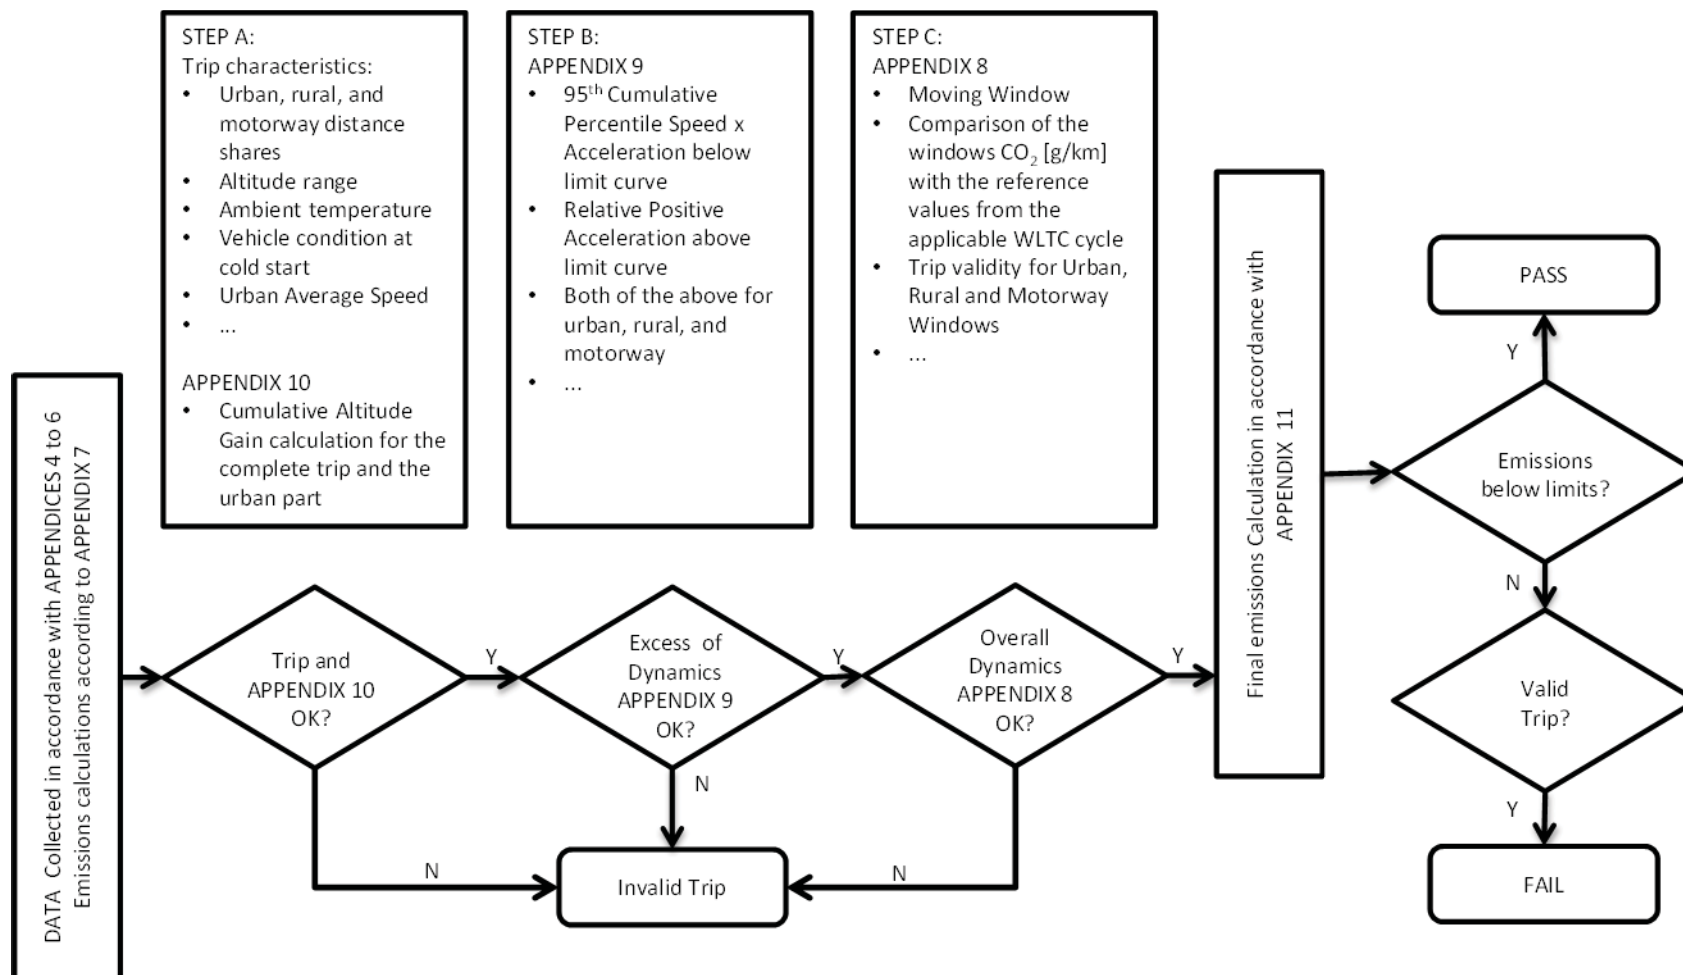 STEP A:
Trip characteristics:
• Urban, rural, and
motorway distance
shares
• Altitude range
• Ambient temperature
• Vehicle condition at
cold start
• Urban Average Speed
• ...
APPENDIX 10
• Cumulative Altitude
Gain calculation for the
complete trip and the
urban part
STEP B:
APPENDIX 9
• 95th Cumulative
Percentile Speed x
Acceleration below
limit curve
• Relative Positive
Acceleration above
limit curve
• Both of the above for
urban, rural, and
motorway
• ...
STEP C:
APPENDIX 8
• Moving Window
• Comparison of the
windows CO2 [g/km]
with the reference
values from the
applicable WLTC cycle
• Trip validity for Urban,
Rural and Motorway
Windows
• ...
DATA Collected in accordance with APPENDICES 4 to 6
Emissions calculations according to APPENDIX 7
Trip and
APPENDIX 10
OK?
Y
N
Excess of
Dynamics
APPENDIX 9
OK?
Y
N
Overall
Dynamics
APPENDIX 8
OK?
Y
N
Invalid Trip
Final emissions Calculation in accordance with
APPENDIX 11
Emissions
below limits?
Y
PASS
N
Valid
Trip?
Y
FAIL